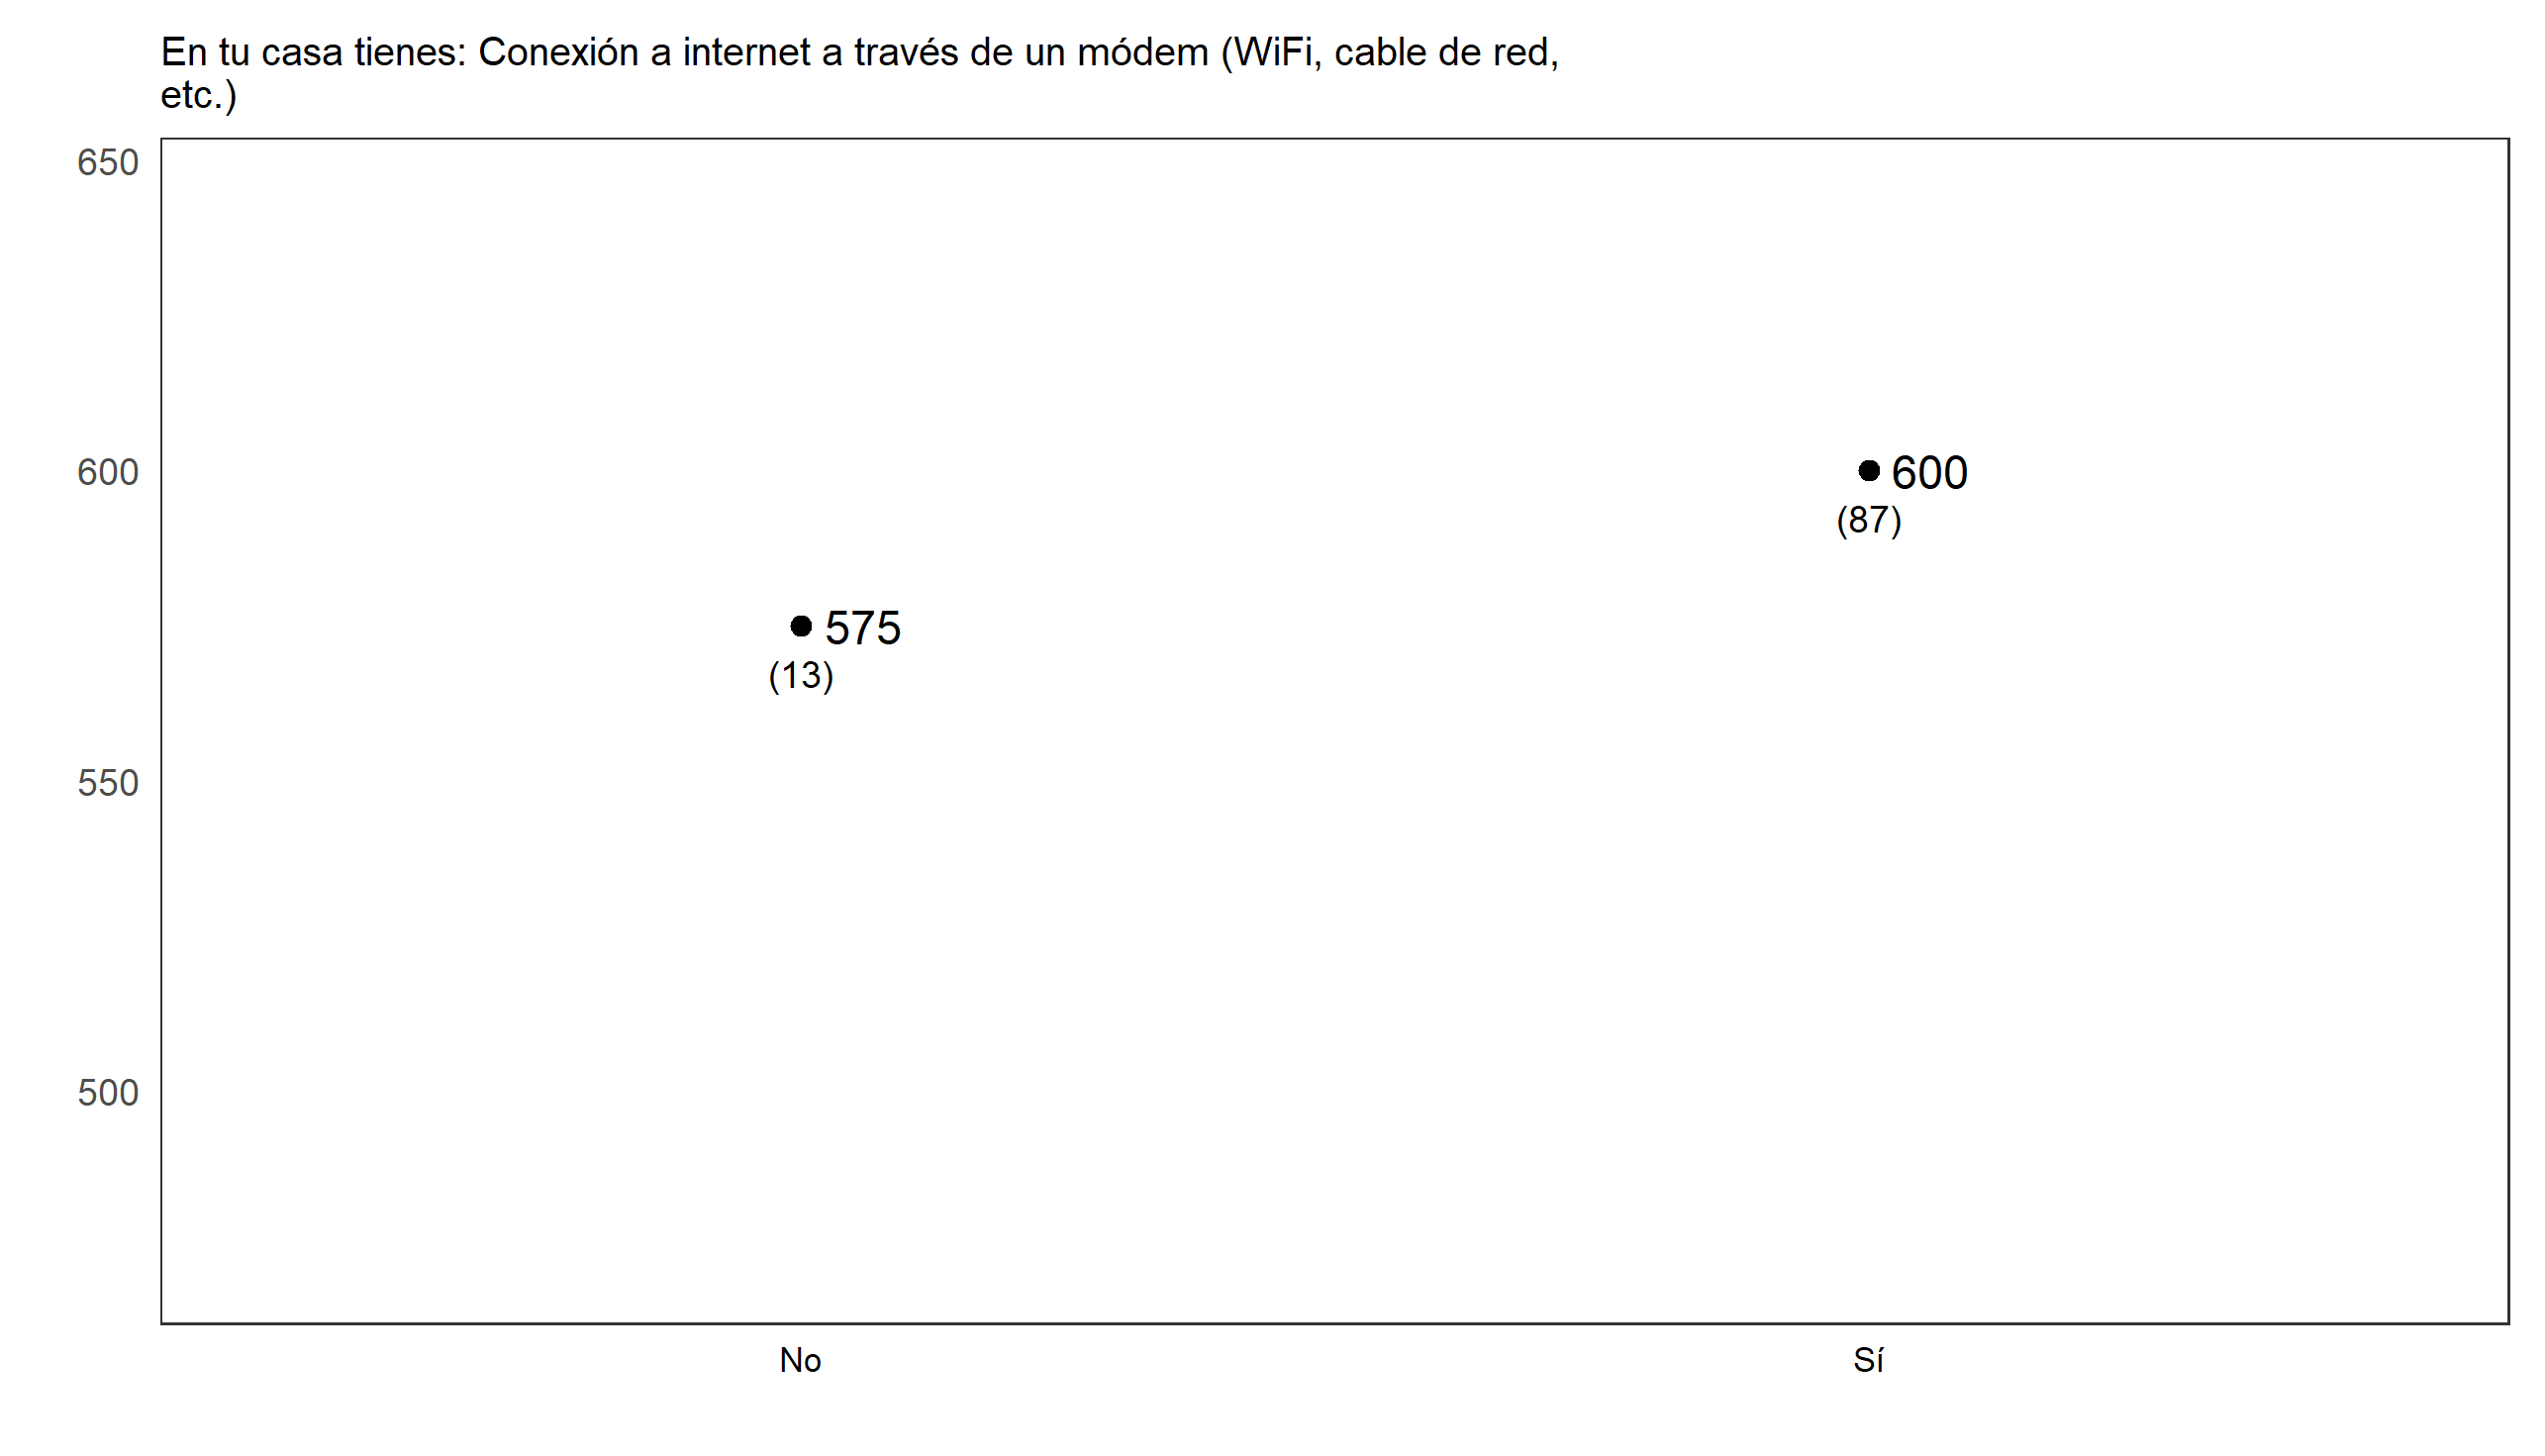 En tu casa tienes: Conexión a internet a través de un módem (WiFi, cable de red,
etc.)
650
600
550
500
600
(87)
575
(13)
No
Sí